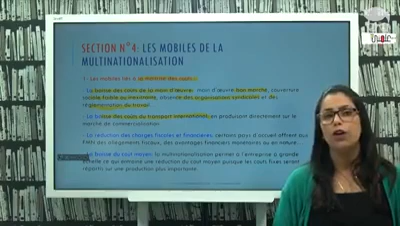 SECTION N°4: LES MOBILES DE LA
MULTINATIONALISATION
1- Les mobiles liés à la maîtrise des coûts :
- La baisse des coûts de la main d'œuvre: main d'œuvre bon marché, couverture
sociale faible ou inexistante, absence des organisations syndicales et des
réglementation du travail.
- La baisse des coûts du transport international, en produisant directement sur
le marché de commercialisation.
- La réduction des charges fiscales et financières: certains pays d'accueil offrent aux
FMN des allègements fiscaux, des avantages financiers monétaires ou en nature.
La baisse du coût moyen: la multinationalisation permet à l'entreprise à grande
échelle ce qui entraîne une réduction du coût moyen puisque les coûts fixes seront
répartis sur une production plus importante.